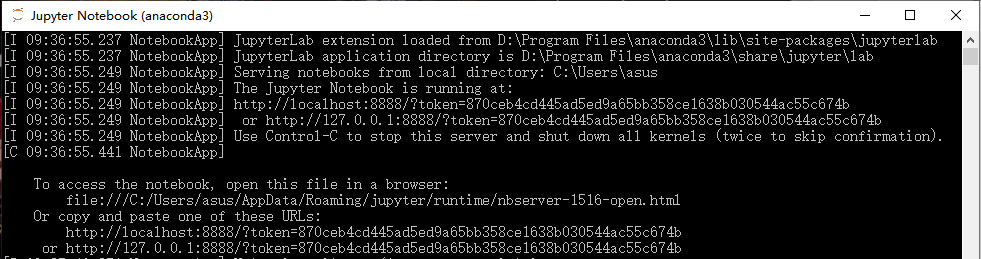 Jupyter Notebook (anaconda3)
[I 09:36:55.237 NotebookApp] JupyterLab extension loaded from D:\Program Files\anaconda3\lib\site-packages\jupyterlab
[I 09:36:55.237 NotebookApp] JupyterLab application directory is D:\Program Files\anaconda3\share\jupyter\lab
[I 09:36:55.249 NotebookApp] Serving notebooks from local directory: C:\Users\asus
[I 09:36:55.249 NotebookApp] The Jupyter Notebook is running at:
[I 09:36:55.249 NotebookApp] http://localhost:8888/?token=870ceb4cd445ad5ed9a65bb358ce1638b030544ac55c674b
[I 09:36:55.249 NotebookApp]  or http://127.0.0.1:8888/?token=870ceb4cd445ad5ed9a65bb358ce1638b030544ac55c674b
[I 09:36:55.249 NotebookApp] Use Control-C to stop this server and shut down all kernels (twice to skip confirmation).
[C 09:36:55.441 NotebookApp]
To access the notebook, open this file in a browser:
file:///C:/Users/asus/AppData/Roaming/jupyter/runtime/nbserver-1516-open.html
Or copy and paste one of these URLs:
http://localhost:8888/?token=870ceb4cd445ad5ed9a65bb358ce1638b030544ac55c674b
or http://127.0.0.1:8888/?token=870ceb4cd445ad5ed9a65bb358ce1638b030544ac55c674b